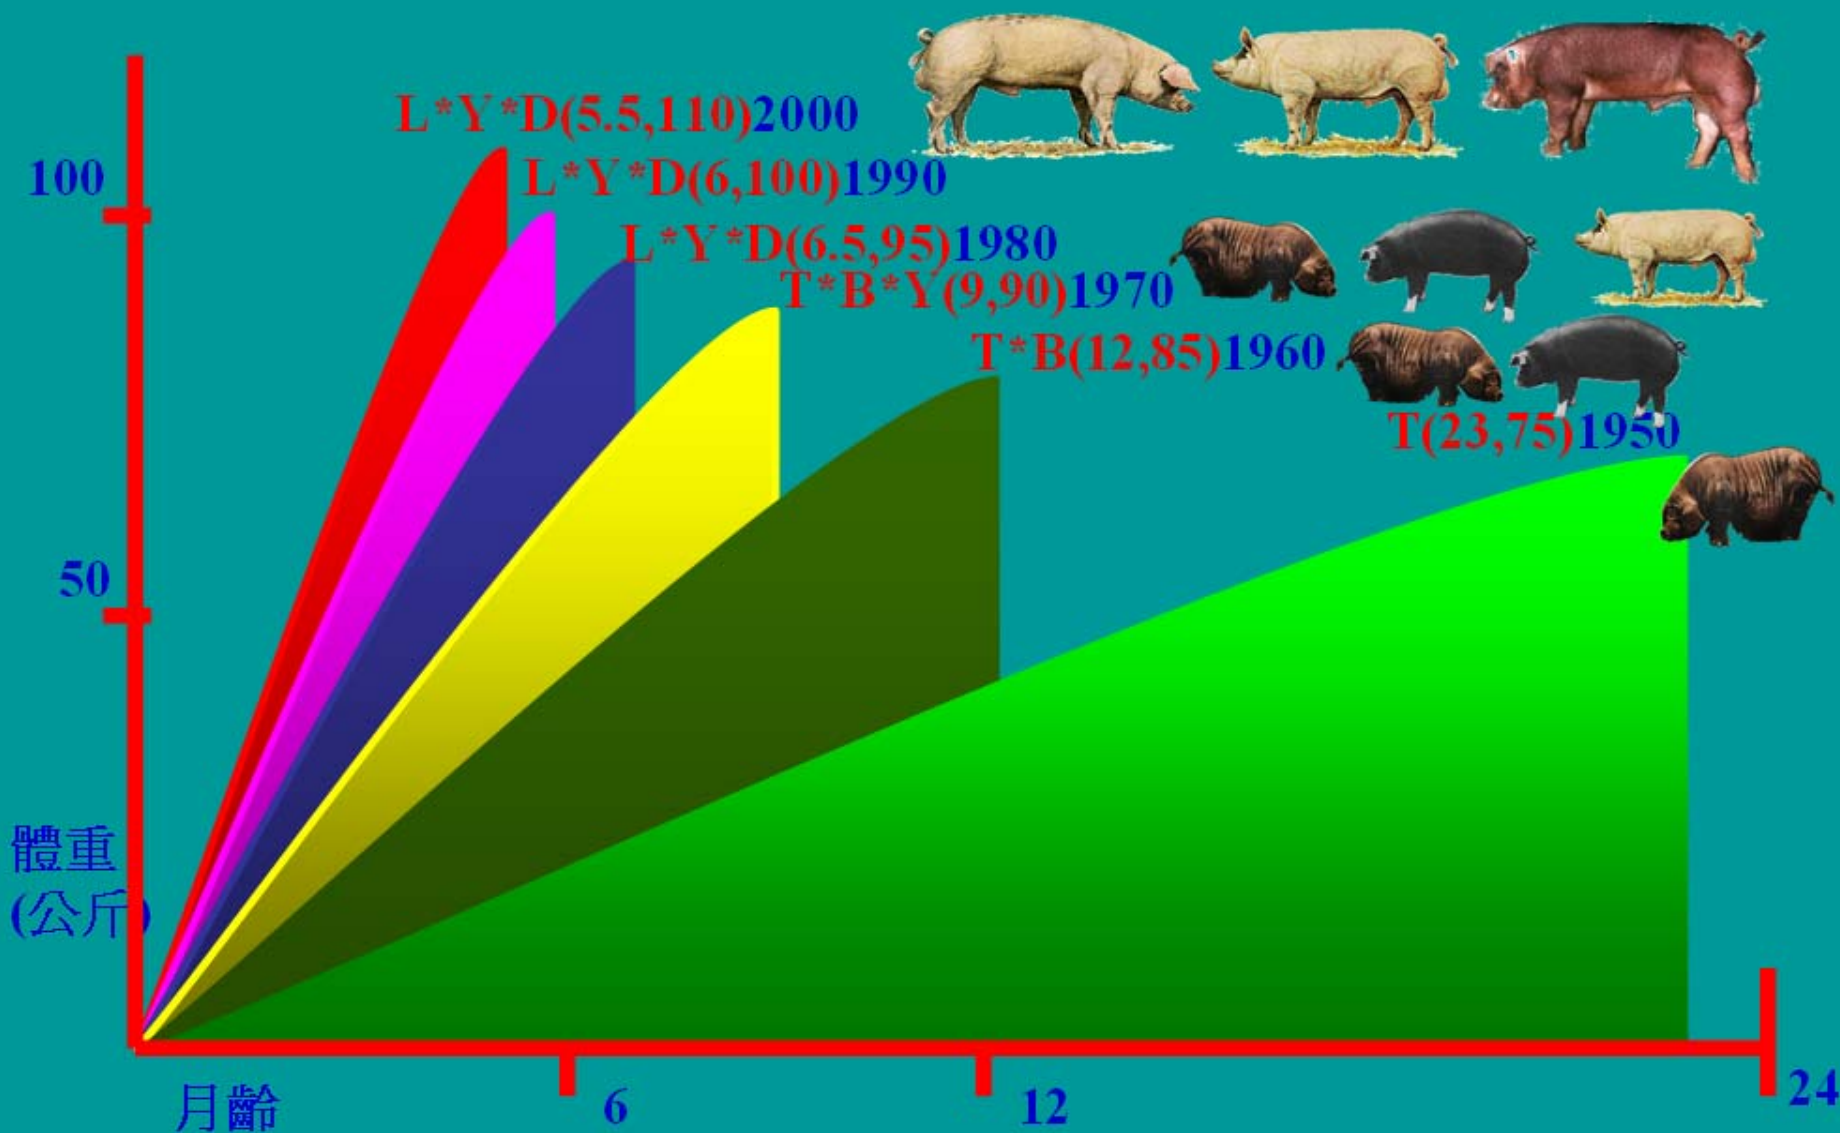 L*Y*D(5.5,110)2000
100
L*Y*D(6,100)1990
L*Y*D(6.5,95)1980
T*B*Y(9,90)1970
T*B(12,85)1960
T(23,75)1950
50
體重
(公斤)
月齡
6
12
24